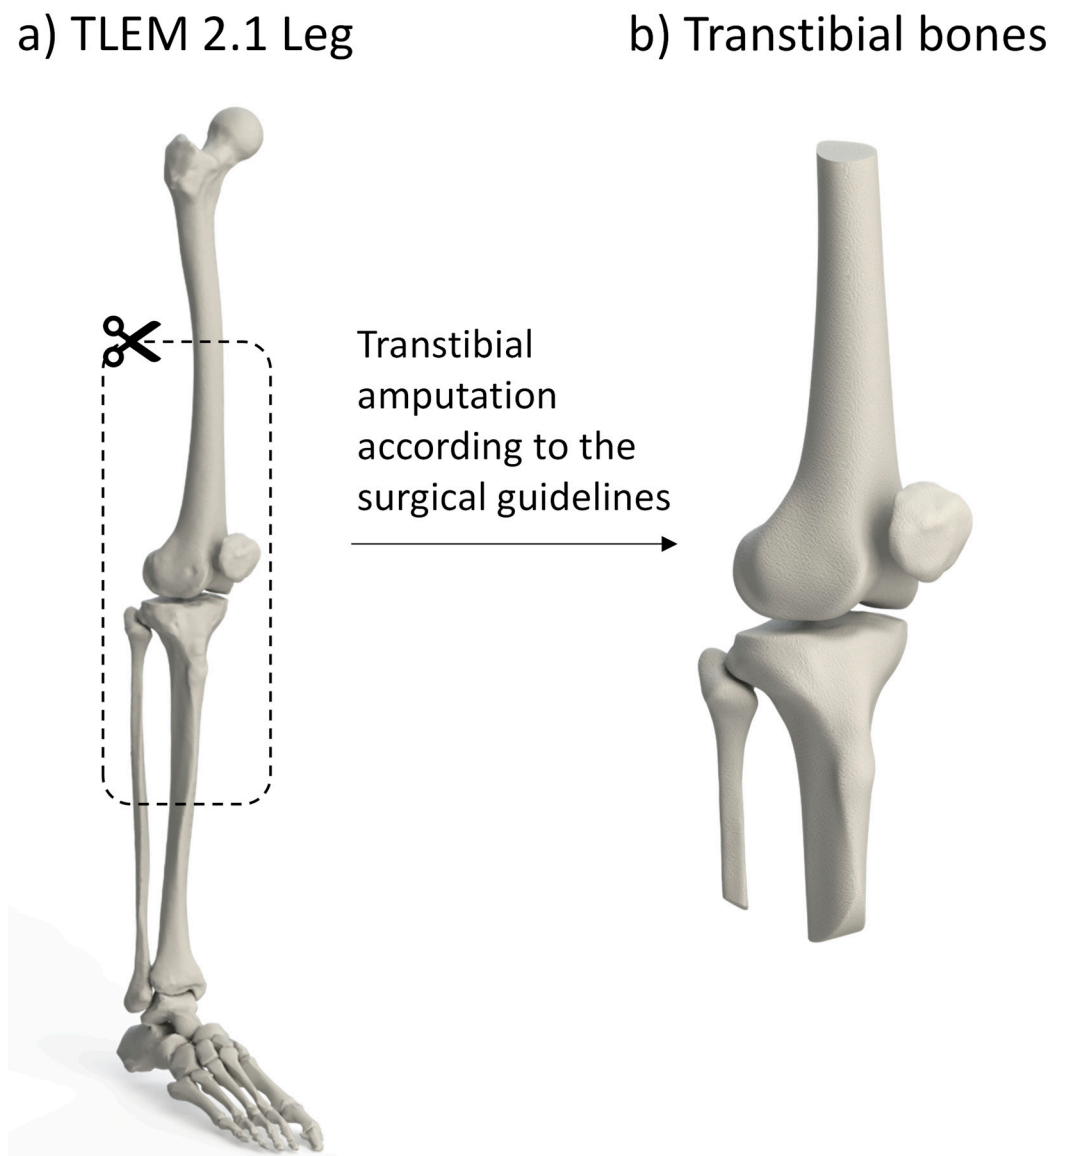 a) TLEM 2.1 Leg
b) Transtibial bones
Transtibial
amputation
according to the
surgical guidelines